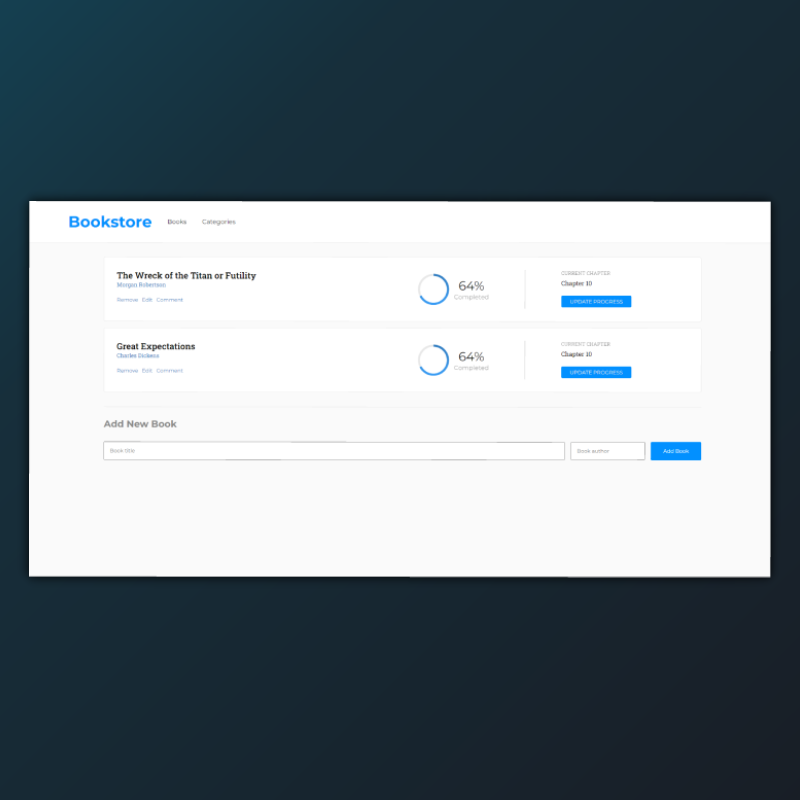 Bookstore Books Categories
The Wreck of the Titan or Futility
Morgan Robertson
Remove Edit Comment
64%
Completed
CURRENT CHAPTER
Chapter 10
UPDATE PROGRESS
Great Expectations
Charles Dickens
Remove Edit Comment
64%
Completed
CURRENT CHAPTER
Chapter 10
UPDATE PROGRESS
Add New Book
Book title
Book author
Add Book